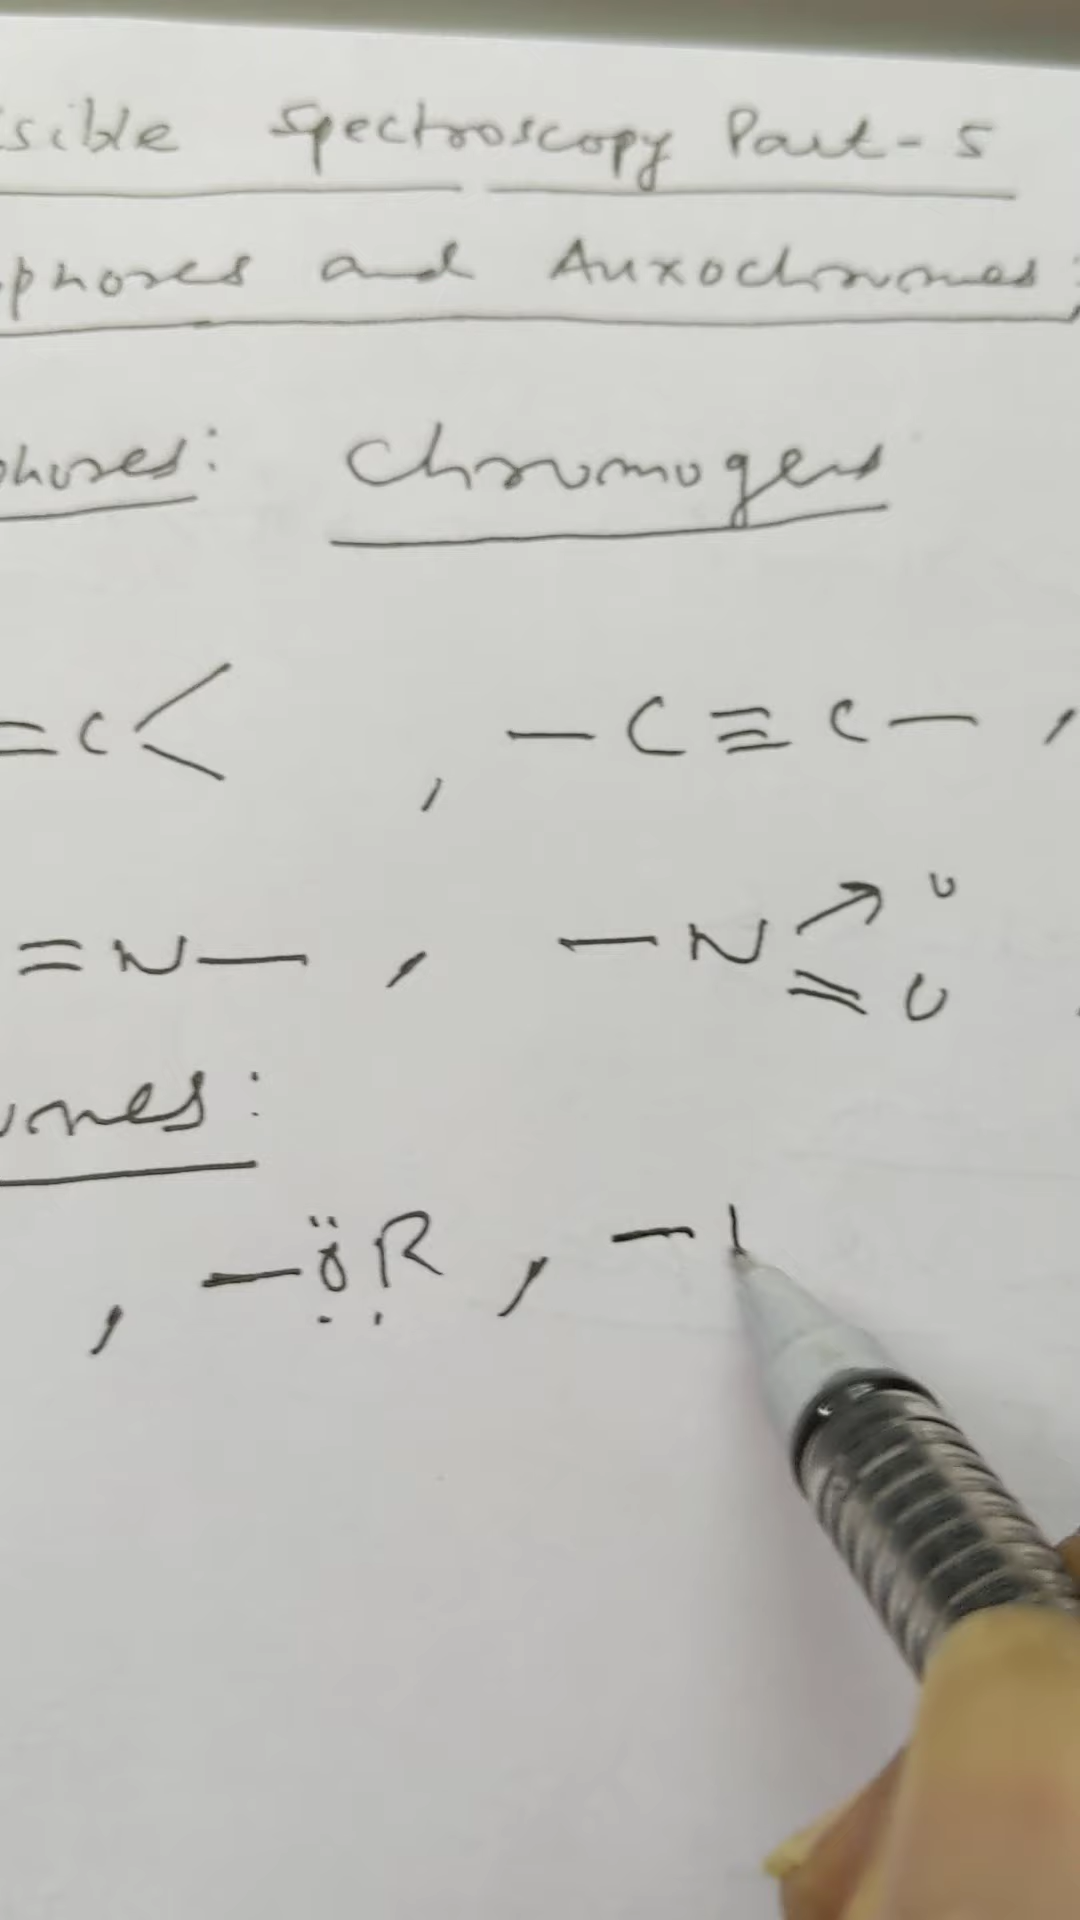 sible Spectroscopy Part-5
phores and Auxochromes;
phores: Chromogens
=C< , -C≡C- ,
=N- , -N→O =O
omes:
, -ÖR ,